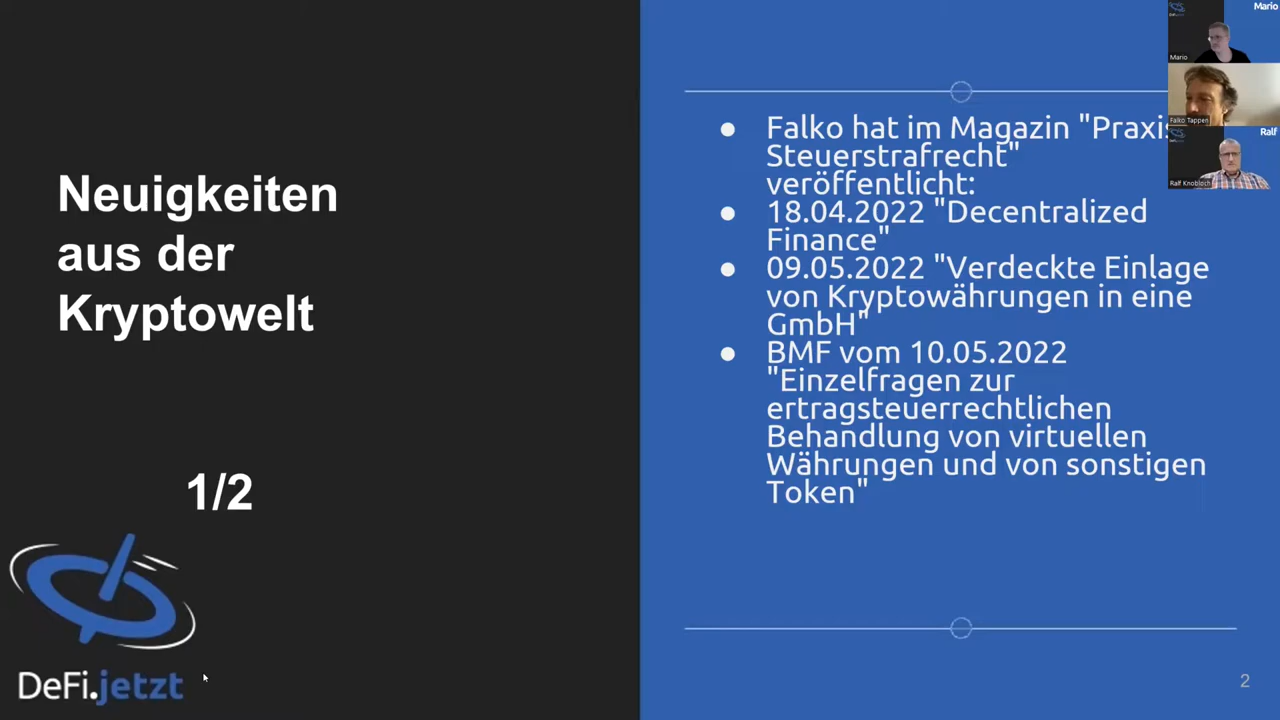 Neuigkeiten
aus der
Kryptowelt
1/2
DeFi.jetzt
Falko hat im Magazin "Praxis
Steuerstrafrecht"
veröffentlicht:
18.04.2022 "Decentralized
Finance"
09.05.2022 "Verdeckte Einlage
von Kryptowährungen in eine
GmbH"
BMF vom 10.05.2022
"Einzelfragen zur
ertragsteuerrechtlichen
Behandlung von virtuellen
Währungen und von sonstigen
Token"
2
Mario
Mario
Falko Tappen
Ralf
Ralf Knobloch